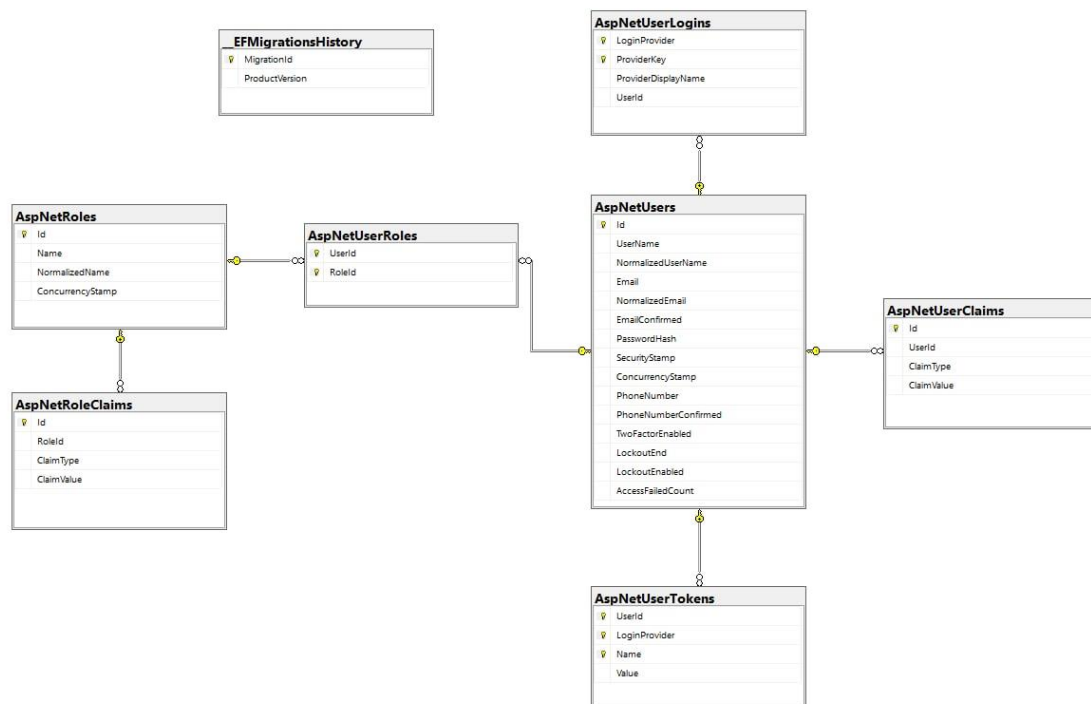 __EFMigrationsHistory
MigrationId
ProductVersion
AspNetUserLogins
LoginProvider
ProviderKey
ProviderDisplayName
UserId
AspNetRoles
Id
Name
NormalizedName
ConcurrencyStamp
AspNetUserRoles
UserId
RoleId
AspNetUsers
Id
UserName
NormalizedUserName
Email
NormalizedEmail
EmailConfirmed
PasswordHash
SecurityStamp
ConcurrencyStamp
PhoneNumber
PhoneNumberConfirmed
TwoFactorEnabled
LockoutEnd
LockoutEnabled
AccessFailedCount
AspNetUserClaims
Id
UserId
ClaimType
ClaimValue
AspNetRoleClaims
Id
RoleId
ClaimType
ClaimValue
AspNetUserTokens
UserId
LoginProvider
Name
Value